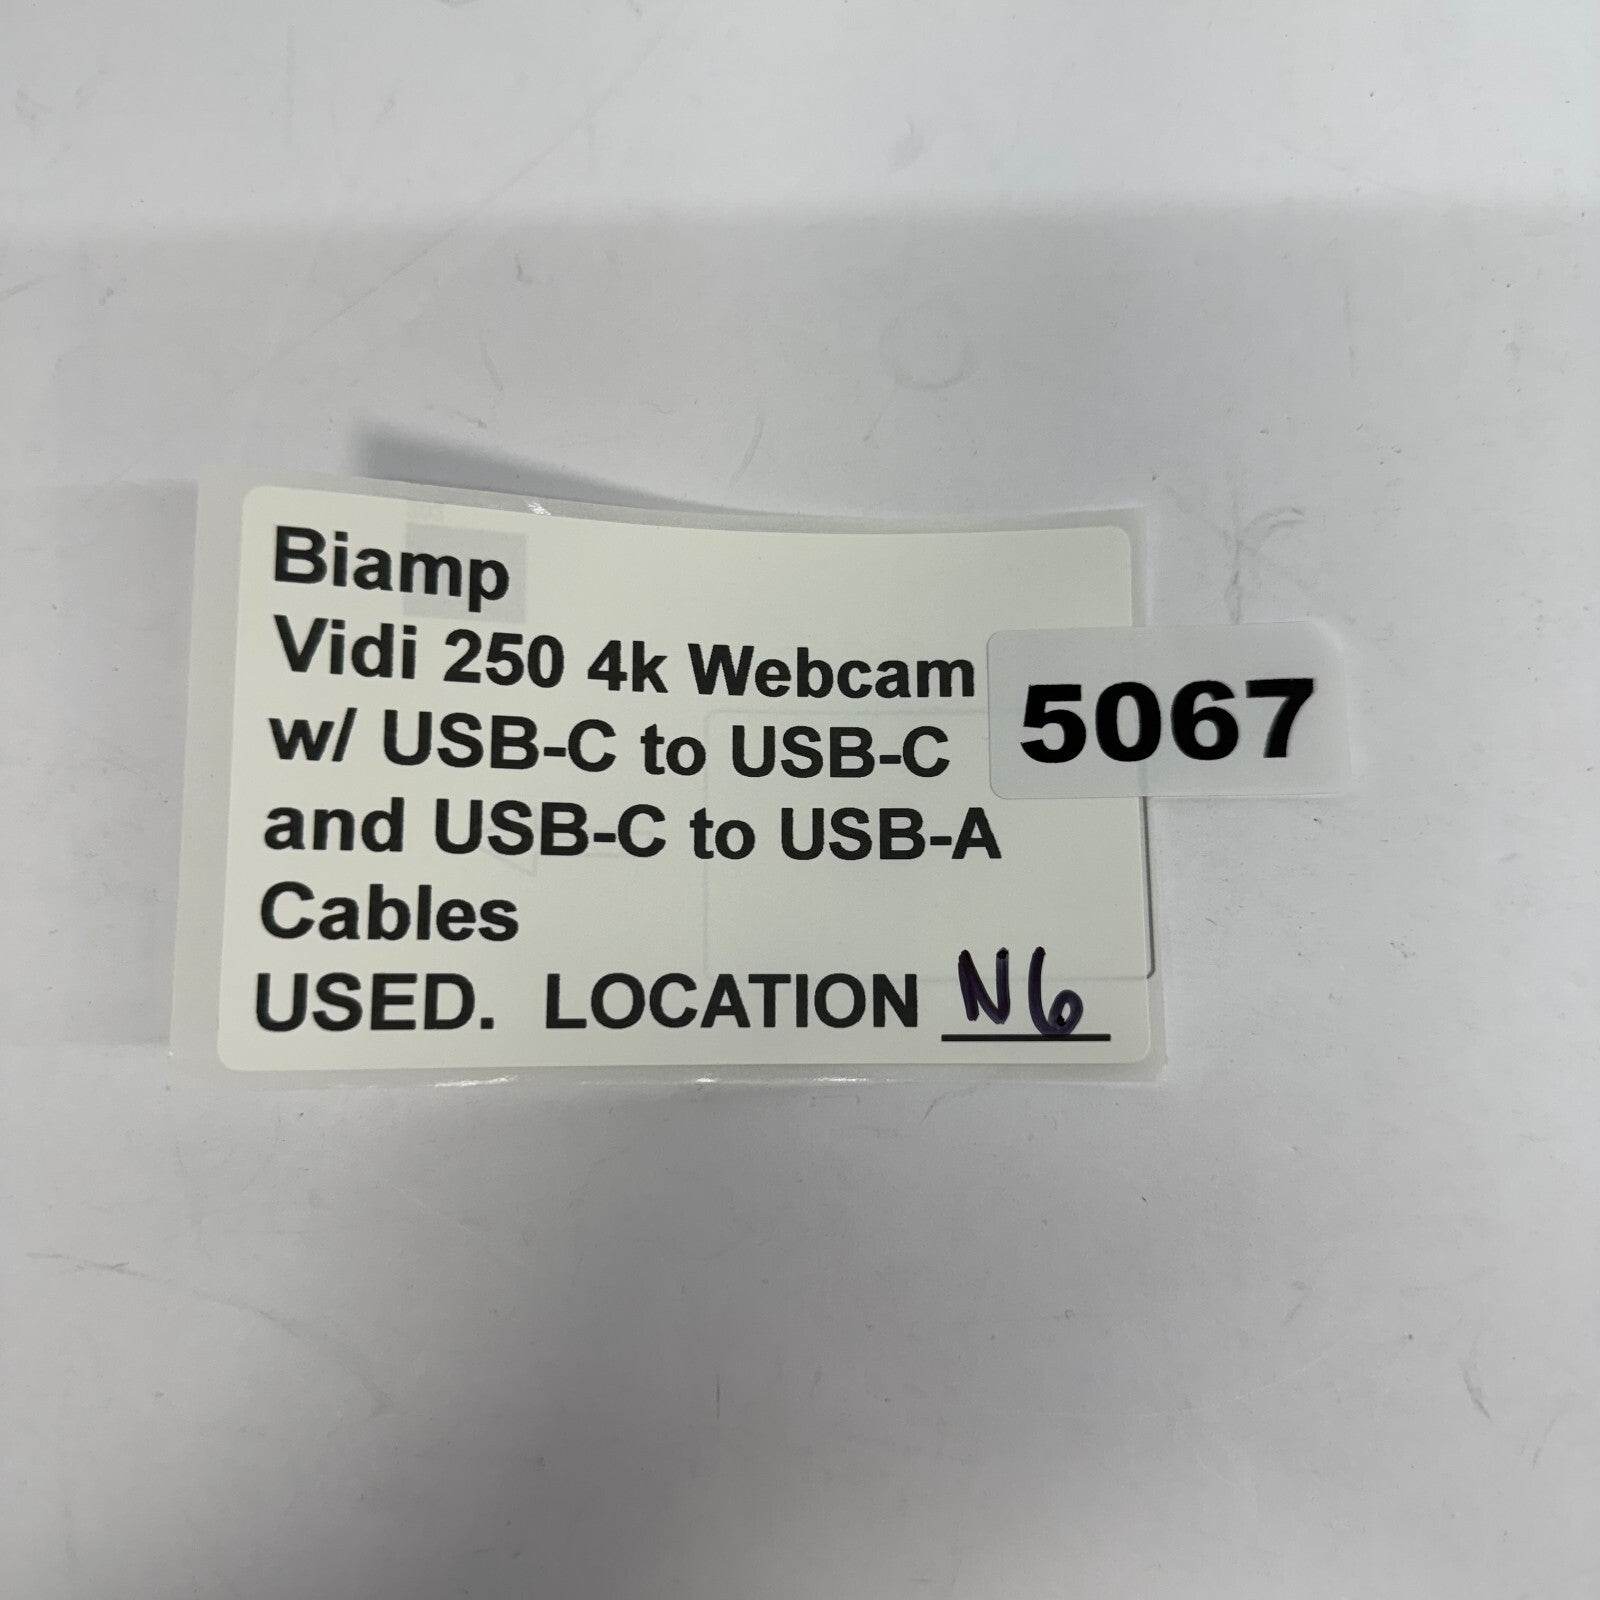 Biamp
Vidi 250 4k Webcam
w/ USB-C to USB-C
and USB-C to USB-A
Cables
USED. LOCATION N6
5067